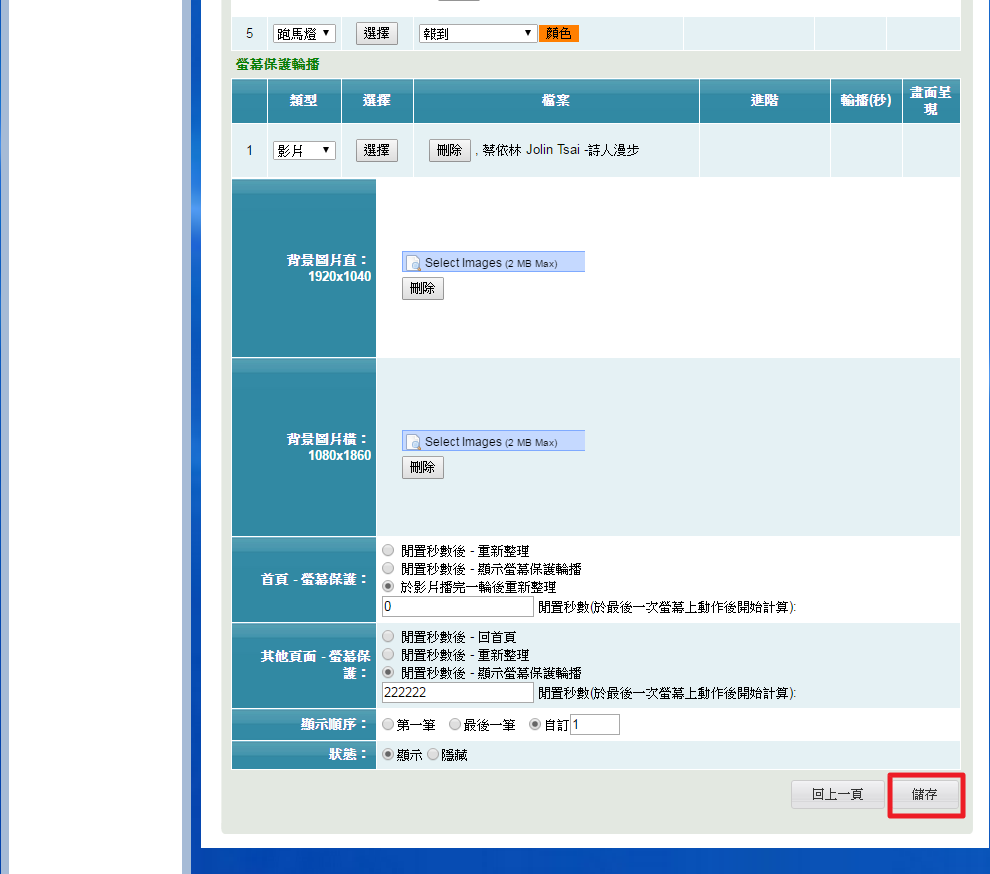 5 跑馬燈 選擇 報到 顏色
螢幕保護輪播
類型 選擇 檔案 進階 輪播(秒) 畫面呈現
1 影片 選擇 刪除 , 蔡依林 Jolin Tsai -詩人漫步
背景圖片直：
1920x1040
Select Images (2 MB Max)
刪除
背景圖片橫：
1080x1860
Select Images (2 MB Max)
刪除
首頁 - 螢幕保護：
閒置秒數後 - 重新整理
閒置秒數後 - 顯示螢幕保護輪播
於影片播完一輪後重新整理
0 閒置秒數(於最後一次螢幕上動作後開始計算):
其他頁面 - 螢幕保
護：
閒置秒數後 - 回首頁
閒置秒數後 - 重新整理
閒置秒數後 - 顯示螢幕保護輪播
222222 閒置秒數(於最後一次螢幕上動作後開始計算):
顯示順序： 第一筆 最後一筆 自訂 1
狀態： 顯示 隱藏
回上一頁 儲存